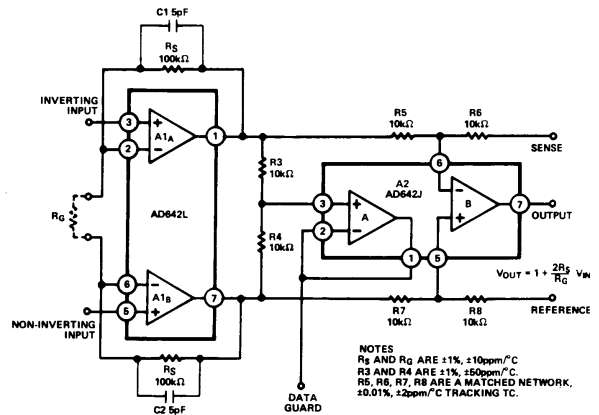 C1 5pF
RS
100kΩ
INVERTING
INPUT
3
+
A1A
1
2
−
AD642L
RG
6
−
A1B
7
5
+
NON-INVERTING
INPUT
RS
100kΩ
C2 5pF
R3
10kΩ
R4
10kΩ
R5
10kΩ
R6
10kΩ
SENSE
A2
AD642J
3
+
A
2
−
1
6
−
B
7
+
5
OUTPUT
VOUT = 1 + 2RS/RG VIN
R7
10kΩ
R8
10kΩ
REFERENCE
DATA
GUARD
NOTES
RS AND RG ARE ±1%, ±10ppm/°C.
R3 AND R4 ARE ±1%, ±50ppm/°C.
R5, R6, R7, R8 ARE A MATCHED NETWORK,
±0.01%, ±2ppm/°C TRACKING TC.